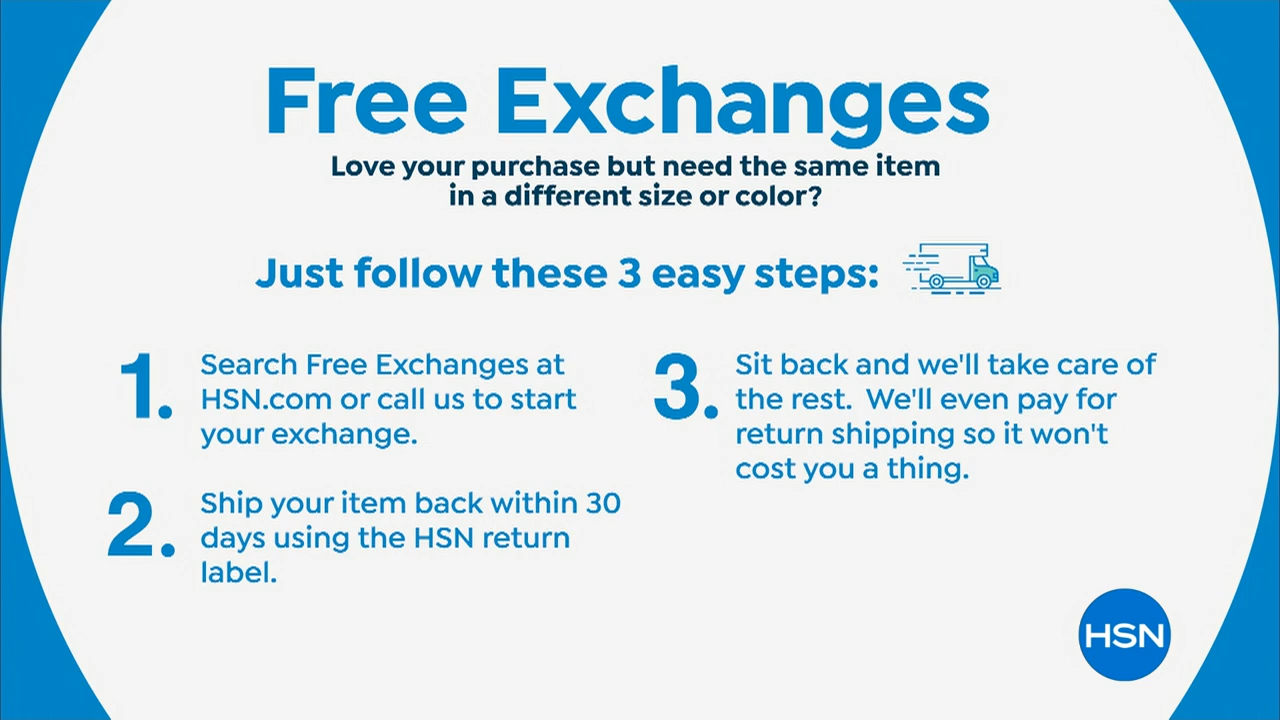 Free Exchanges
Love your purchase but need the same item
in a different size or color?
Just follow these 3 easy steps:
1. Search Free Exchanges at
HSN.com or call us to start
your exchange.
2. Ship your item back within 30
days using the HSN return
label.
3. Sit back and we'll take care of
the rest.  We'll even pay for
return shipping so it won't
cost you a thing.
HSN